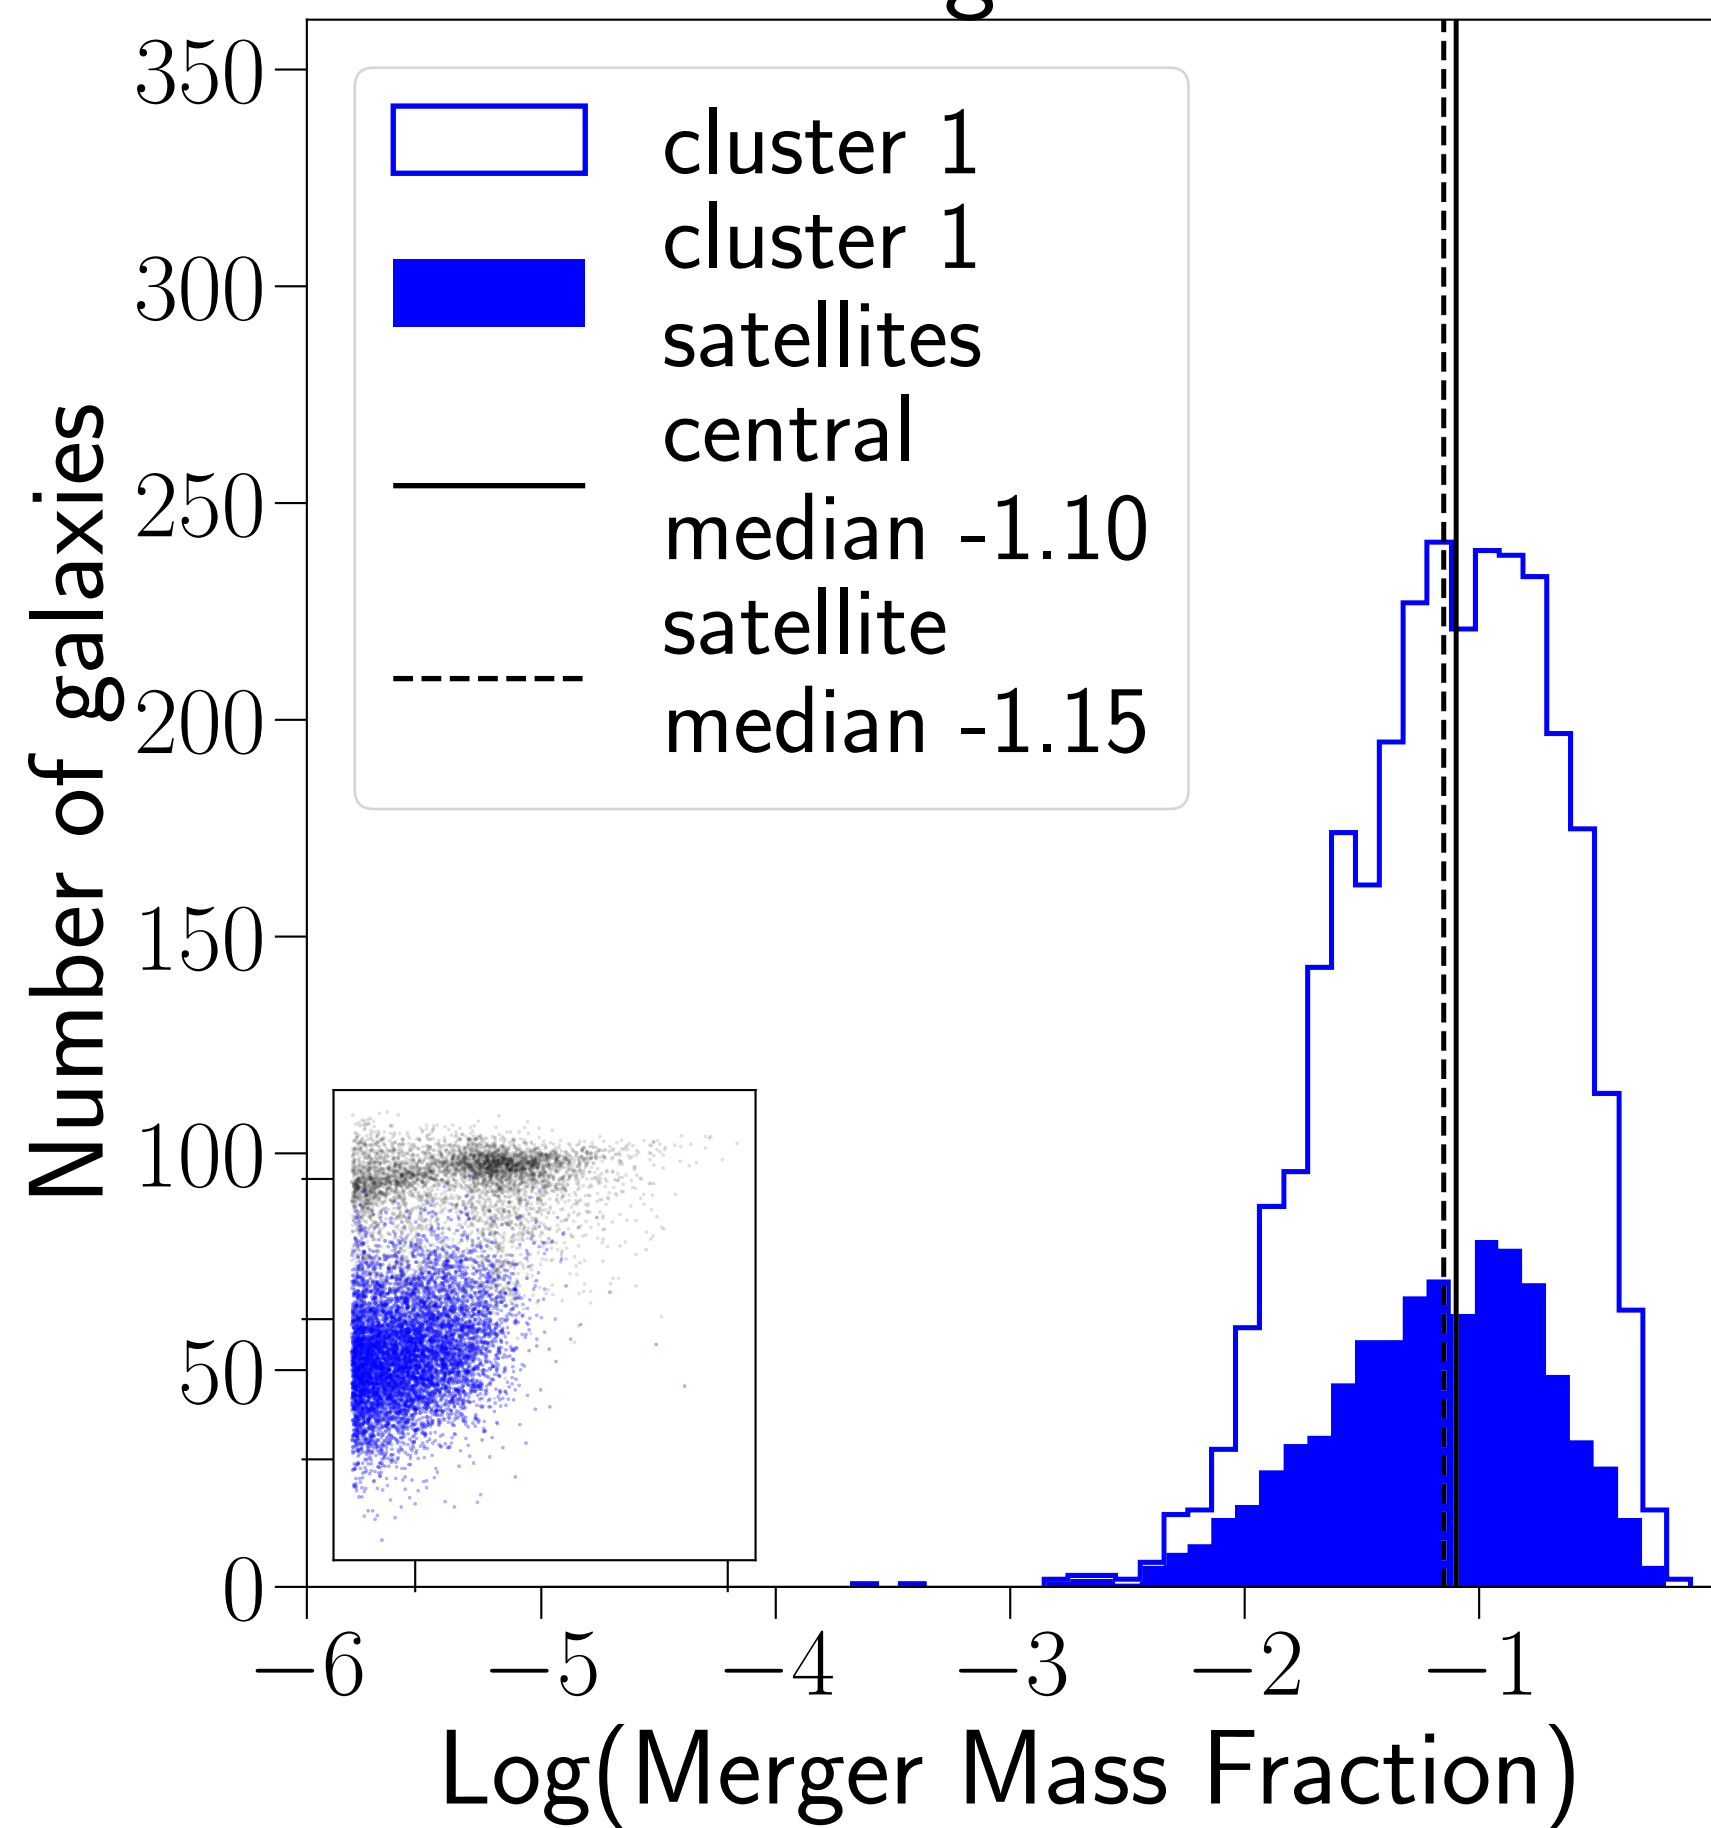 350
300
250
200
150
100
50
0
Number of galaxies
cluster 1
cluster 1
satellites
central
median -1.10
satellite
median -1.15
−6 −5 −4 −3 −2 −1
Log(Merger Mass Fraction)